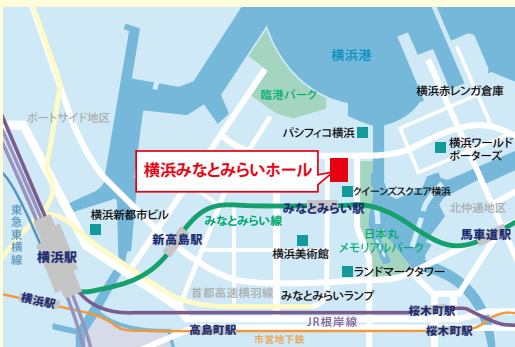 横浜港
臨港パーク
横浜赤レンガ倉庫
ポートサイド地区
パシフィコ横浜
横浜ワールド
ポーターズ
横浜みなとみらいホール
クイーンズスクエア横浜
みなとみらい駅
北仲通地区
東急東横線
横浜新都市ビル
みなとみらい線
日本丸
メモリアルパーク
新高島駅
馬車道駅
横浜駅
横浜美術館
ランドマークタワー
首都高速横羽線
みなとみらいランプ
横浜駅
桜木町駅
JR根岸線
高島町駅
桜木町駅
市営地下鉄